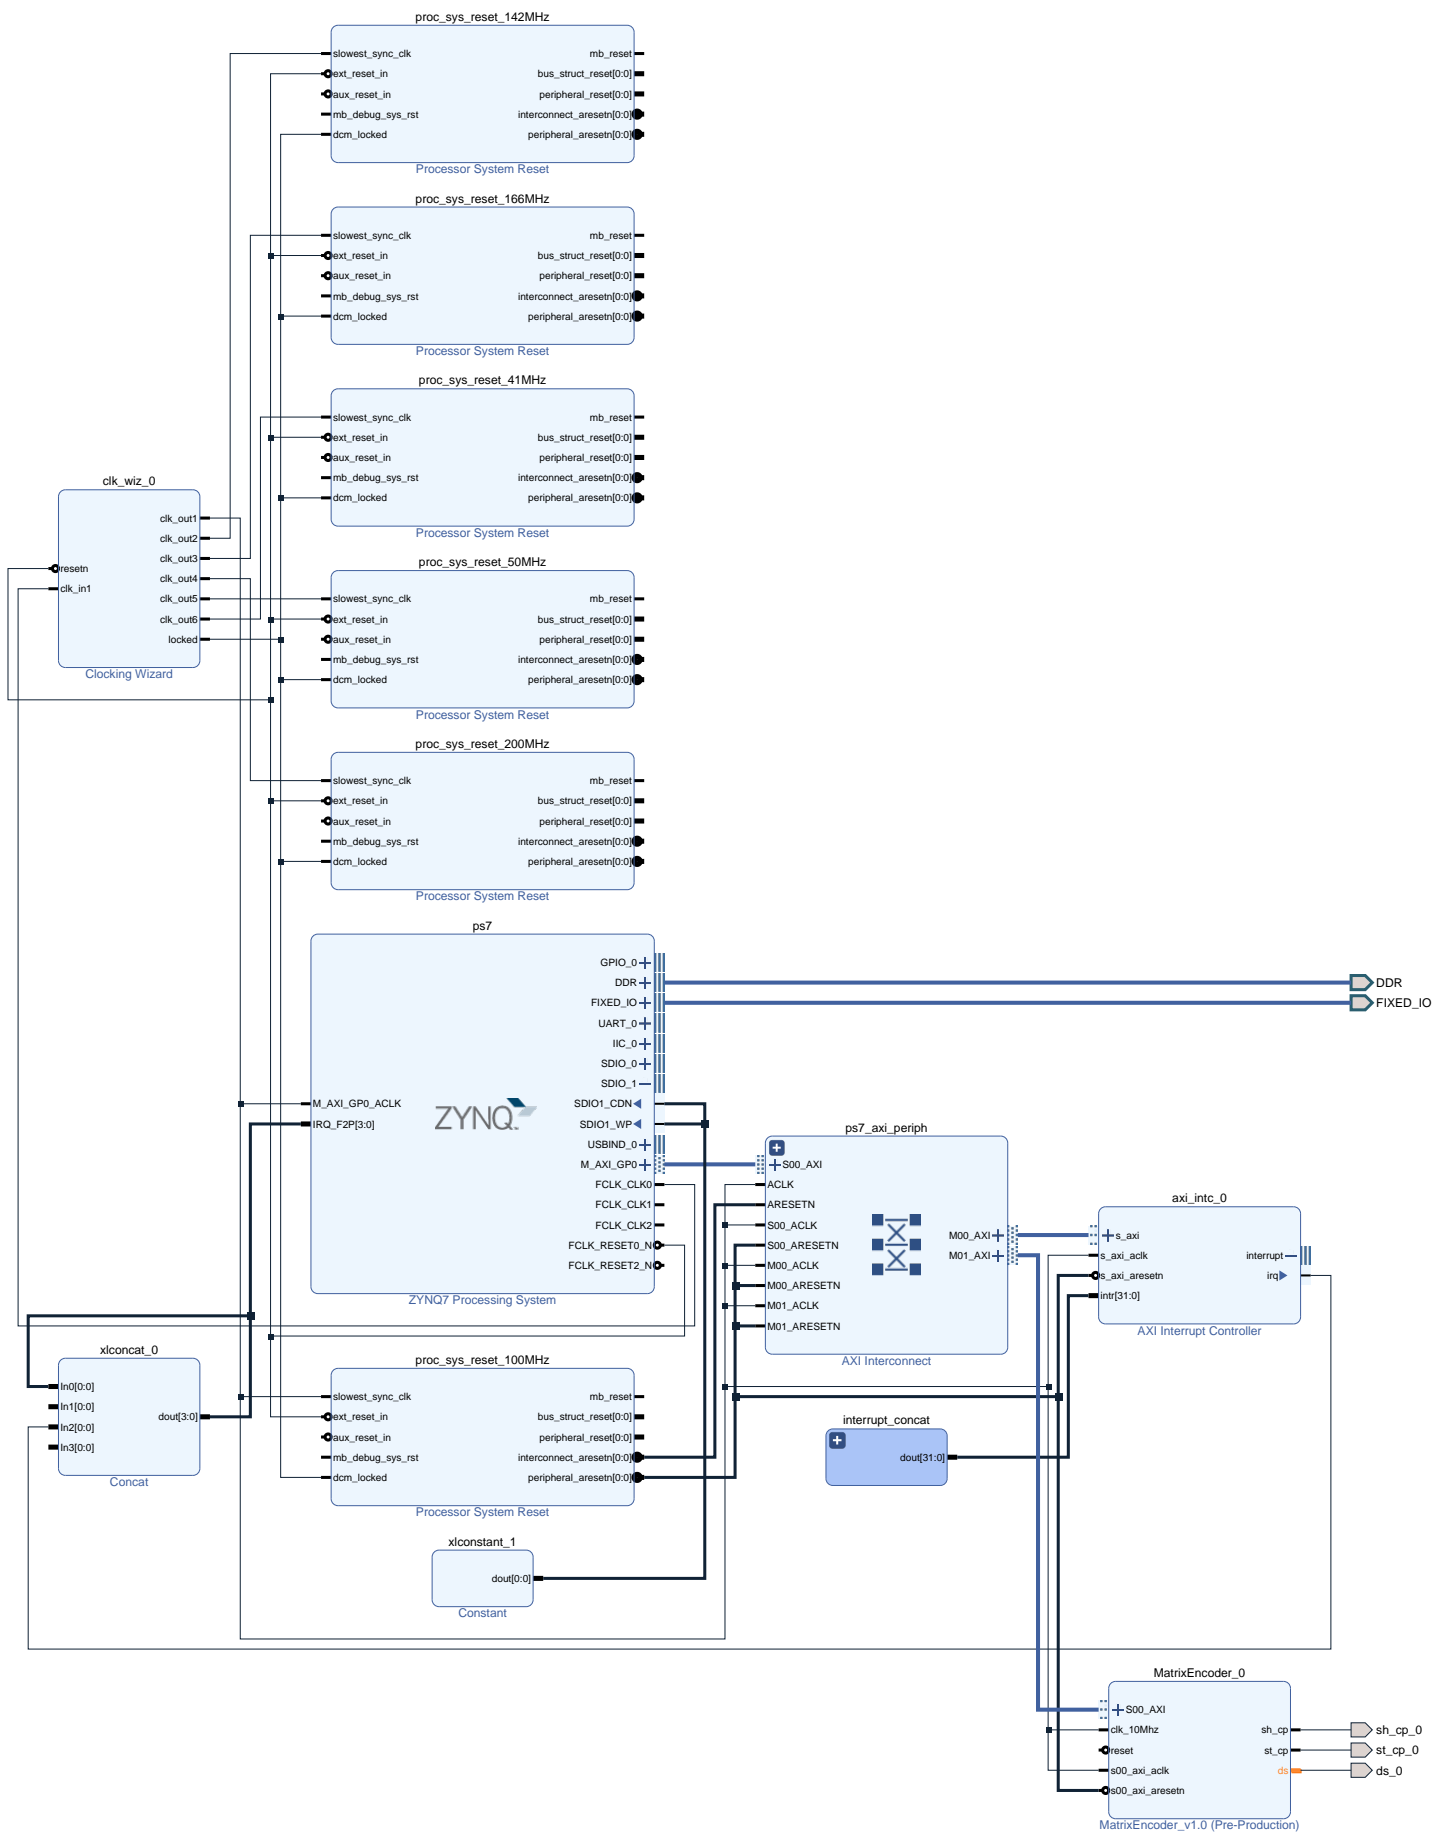 proc_sys_reset_142MHz
slowest_sync_clk
ext_reset_in
aux_reset_in
mb_debug_sys_rst
dcm_locked
mb_reset
bus_struct_reset[0:0]
peripheral_reset[0:0]
interconnect_aresetn[0:0]
peripheral_aresetn[0:0]
Processor System Reset
proc_sys_reset_166MHz
slowest_sync_clk
ext_reset_in
aux_reset_in
mb_debug_sys_rst
dcm_locked
mb_reset
bus_struct_reset[0:0]
peripheral_reset[0:0]
interconnect_aresetn[0:0]
peripheral_aresetn[0:0]
Processor System Reset
proc_sys_reset_41MHz
slowest_sync_clk
ext_reset_in
aux_reset_in
mb_debug_sys_rst
dcm_locked
mb_reset
bus_struct_reset[0:0]
peripheral_reset[0:0]
interconnect_aresetn[0:0]
peripheral_aresetn[0:0]
Processor System Reset
clk_wiz_0
resetn
clk_in1
clk_out1
clk_out2
clk_out3
clk_out4
clk_out5
clk_out6
locked
Clocking Wizard
proc_sys_reset_50MHz
slowest_sync_clk
ext_reset_in
aux_reset_in
mb_debug_sys_rst
dcm_locked
mb_reset
bus_struct_reset[0:0]
peripheral_reset[0:0]
interconnect_aresetn[0:0]
peripheral_aresetn[0:0]
Processor System Reset
proc_sys_reset_200MHz
slowest_sync_clk
ext_reset_in
aux_reset_in
mb_debug_sys_rst
dcm_locked
mb_reset
bus_struct_reset[0:0]
peripheral_reset[0:0]
interconnect_aresetn[0:0]
peripheral_aresetn[0:0]
Processor System Reset
ps7
M_AXI_GP0_ACLK
IRQ_F2P[3:0]
ZYNQ
GPIO_0
DDR
FIXED_IO
UART_0
IIC_0
SDIO_0
SDIO_1
SDIO1_CDN
SDIO1_WP
USBIND_0
M_AXI_GP0
FCLK_CLK0
FCLK_CLK1
FCLK_CLK2
FCLK_RESET0_N
FCLK_RESET2_N
ZYNQ7 Processing System
DDR
FIXED_IO
ps7_axi_periph
S00_AXI
ACLK
ARESETN
S00_ACLK
S00_ARESETN
M00_ACLK
M00_ARESETN
M01_ACLK
M01_ARESETN
M00_AXI
M01_AXI
AXI Interconnect
axi_intc_0
s_axi
s_axi_aclk
s_axi_aresetn
intr[31:0]
interrupt
irq
AXI Interrupt Controller
xlconcat_0
In0[0:0]
In1[0:0]
In2[0:0]
In3[0:0]
dout[3:0]
Concat
proc_sys_reset_100MHz
slowest_sync_clk
ext_reset_in
aux_reset_in
mb_debug_sys_rst
dcm_locked
mb_reset
bus_struct_reset[0:0]
peripheral_reset[0:0]
interconnect_aresetn[0:0]
peripheral_aresetn[0:0]
Processor System Reset
interrupt_concat
dout[31:0]
xlconstant_1
dout[0:0]
Constant
MatrixEncoder_0
S00_AXI
clk_10Mhz
reset
s00_axi_aclk
s00_axi_aresetn
sh_cp
st_cp
ds
MatrixEncoder_v1.0 (Pre-Production)
sh_cp_0
st_cp_0
ds_0